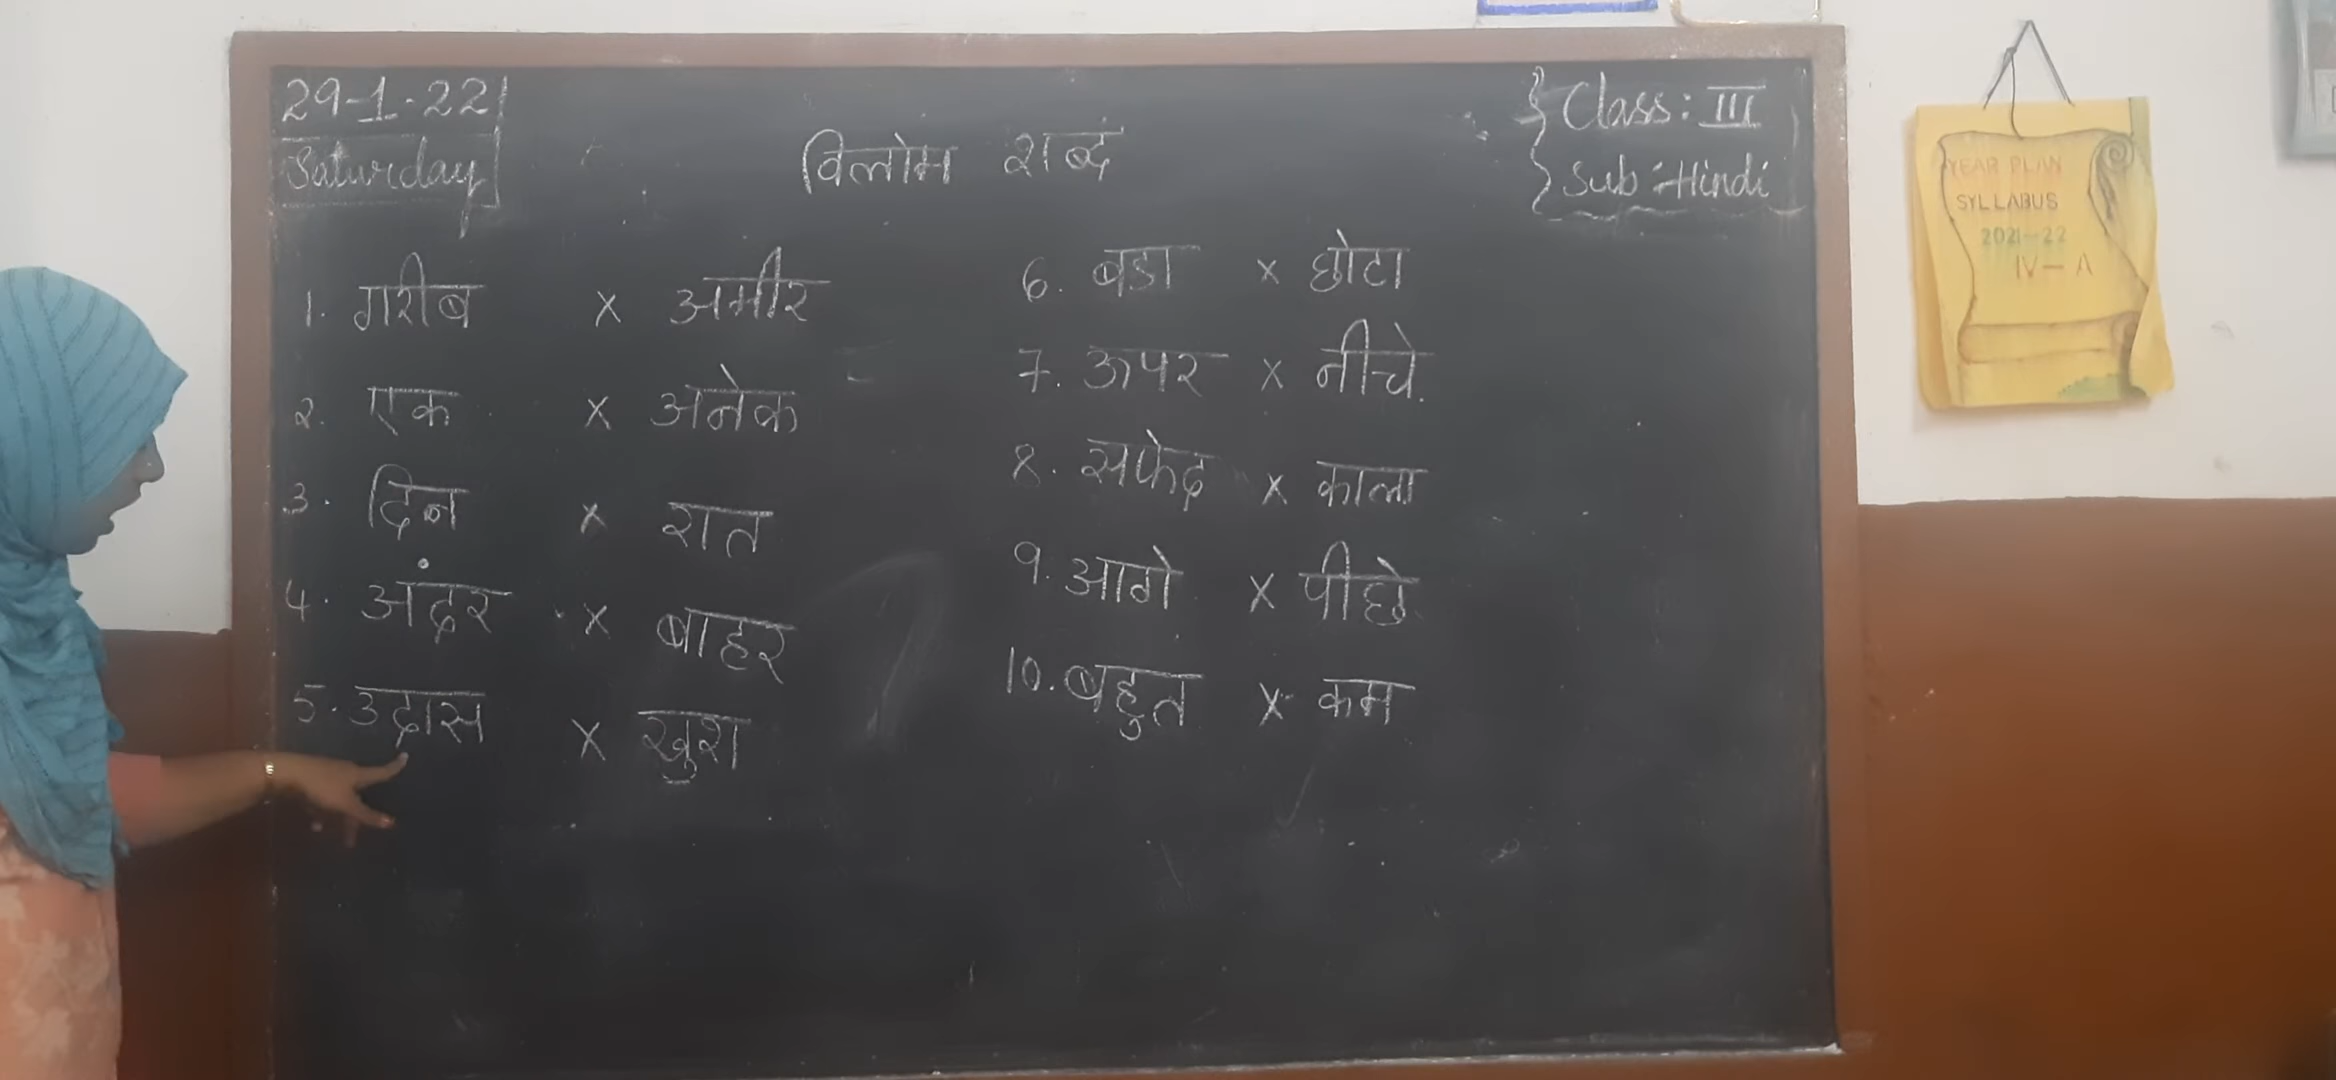 29-1-22
Saturday
विलोम शब्द
Class: III
Sub: Hindi
1. गरीब x अमीर
2. एक x अनेक
3. दिन x रात
4. अंदर x बाहर
5. उदास x खुश
6. बडा x छोटा
7. ऊपर x नीचे.
8. सफेद x काला
9. आगे x पीछे
10. बहुत x कम
YEAR PLAN
SYLLABUS
2021-22
IV - A